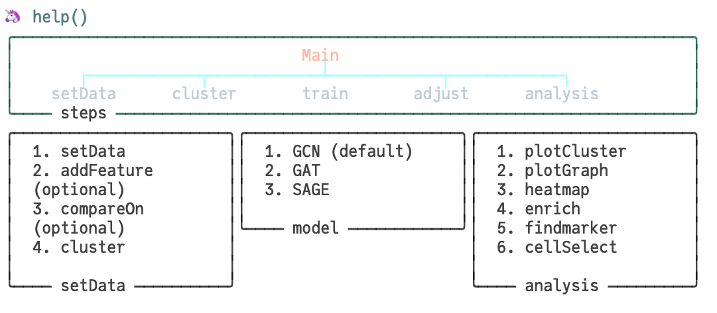 🦄 help()
Main
setData cluster train adjust analysis
steps
1. setData
2. addFeature
(optional)
3. compareOn
(optional)
4. cluster
setData
1. GCN (default)
2. GAT
3. SAGE
model
1. plotCluster
2. plotGraph
3. heatmap
4. enrich
5. findmarker
6. cellSelect
analysis